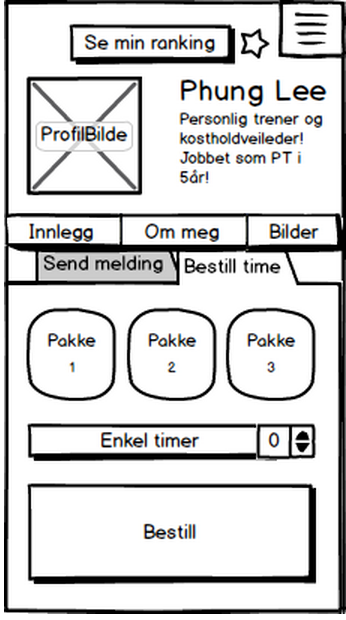 Se min ranking
Phung Lee
ProfilBilde
Personlig trener og
kostholdveileder!
Jobbet som PT i
5år!
Innlegg Om meg Bilder
Send melding Bestill time
Pakke Pakke Pakke
1 2 3
Enkel timer 0
Bestill